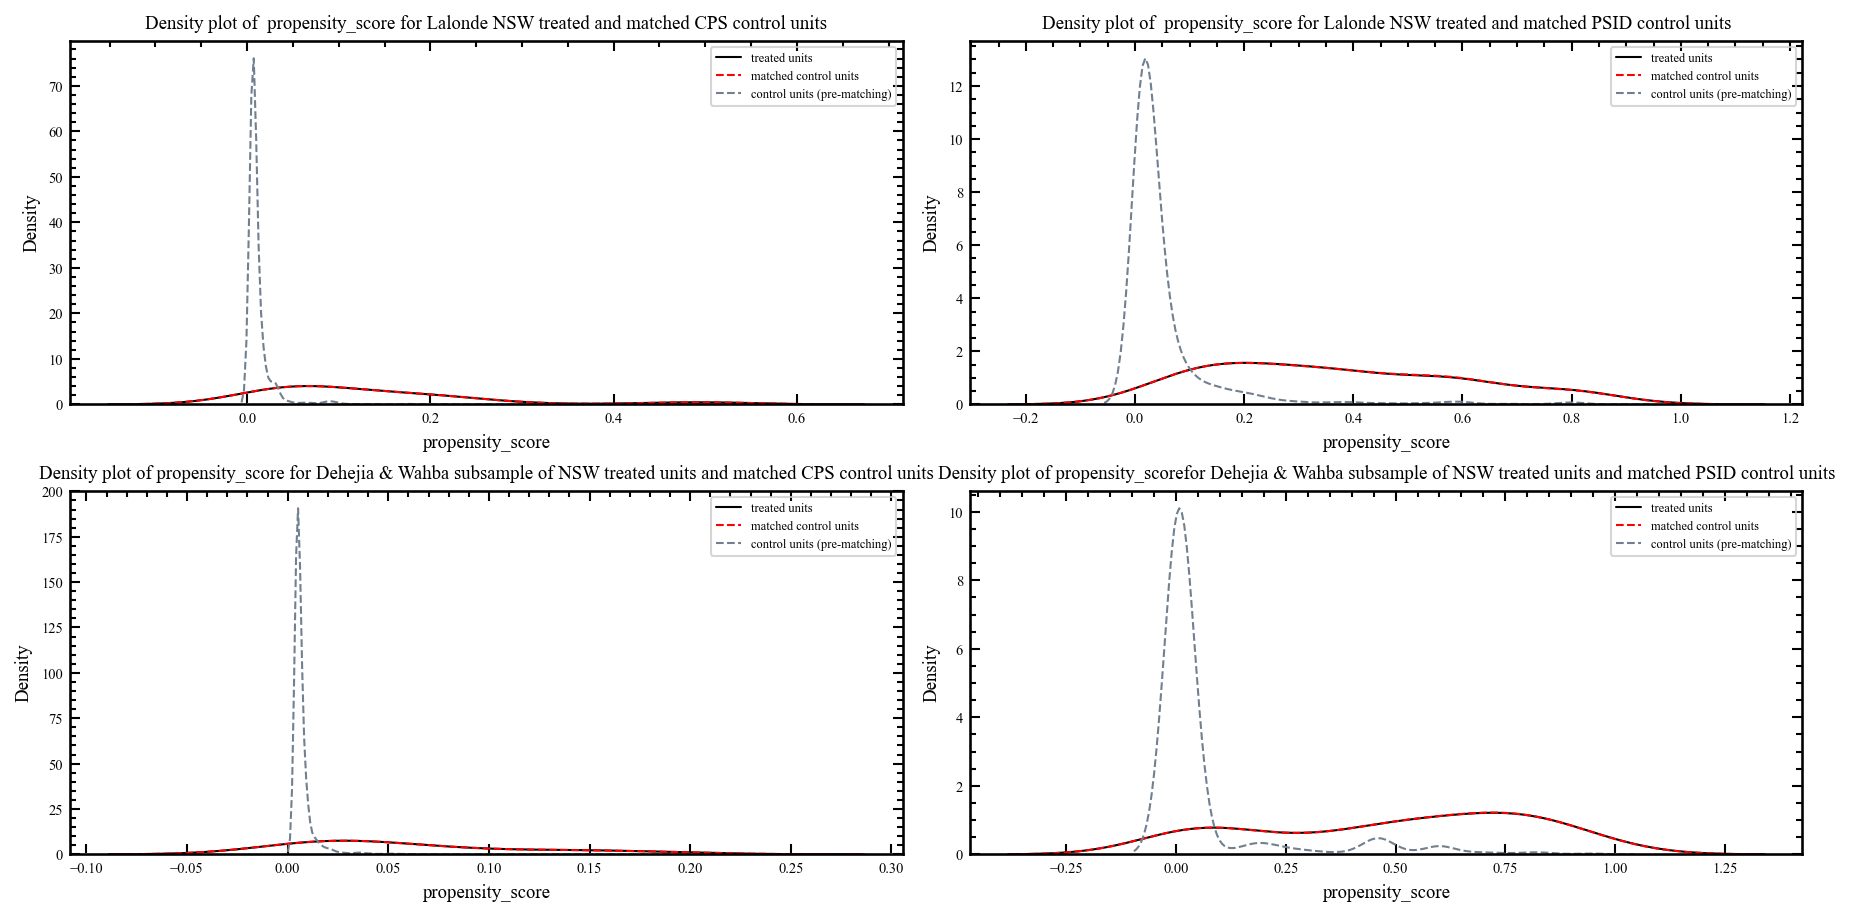 Density plot of  propensity_score for Lalonde NSW treated and matched CPS control units
treated units
matched control units
control units (pre-matching)
Density
70
60
50
40
30
20
10
0
0.0 0.2 0.4 0.6
propensity_score
Density plot of  propensity_score for Lalonde NSW treated and matched PSID control units
treated units
matched control units
control units (pre-matching)
Density
12
10
8
6
4
2
0
−0.2 0.0 0.2 0.4 0.6 0.8 1.0 1.2
propensity_score
Density plot of propensity_score for Dehejia & Wahba subsample of NSW treated units and matched CPS control units
treated units
matched control units
control units (pre-matching)
Density
200
175
150
125
100
75
50
25
0
−0.10 −0.05 0.00 0.05 0.10 0.15 0.20 0.25 0.30
propensity_score
Density plot of propensity_scorefor Dehejia & Wahba subsample of NSW treated units and matched PSID control units
treated units
matched control units
control units (pre-matching)
Density
10
8
6
4
2
0
−0.25 0.00 0.25 0.50 0.75 1.00 1.25
propensity_score